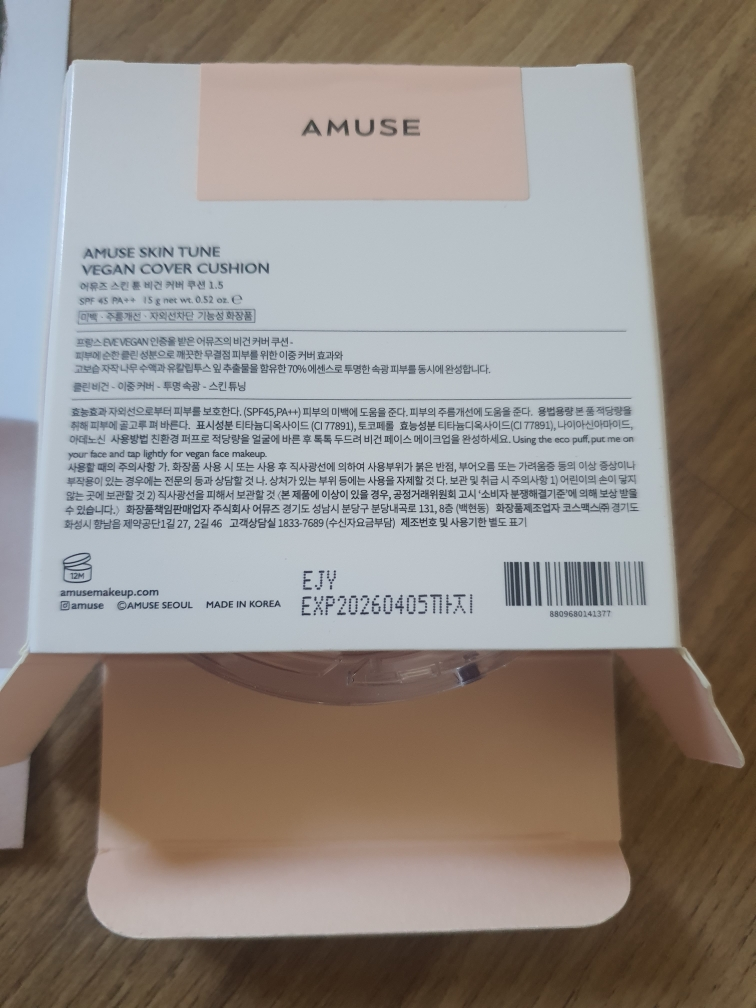 AMUSE
AMUSE SKIN TUNE
VEGAN COVER CUSHION
어뮤즈 스킨 튠 비건 커버 쿠션 1.5
SPF 45 PA++ 15 g net wt. 0.52 oz. ℮
미백 · 주름개선 · 자외선차단 기능성 화장품
프랑스 EVE VEGAN 인증을 받은 어뮤즈의 비건 커버 쿠션 -
피부에 순한 클린 성분으로 깨끗한 무결점 피부를 위한 이중 커버 효과와
고보습 자작나무 수액과 유칼립투스 잎 추출물을 함유한 70% 에센스로 투명한 속광 피부를 동시에 완성합니다.
클린 비건 - 이중 커버 - 투명 속광 - 스킨 튜닝
효능효과 자외선으로부터 피부를 보호한다. (SPF45,PA++) 피부의 미백에 도움을 준다. 피부의 주름개선에 도움을 준다. 용법용량 본 품 적당량을
취해 피부에 골고루 펴 바른다. 표시성분 티타늄디옥사이드 (CI 77891), 토코페롤 효능성분 티타늄디옥사이드(CI 77891), 나이아신아마이드,
아데노신 사용방법 친환경 퍼프로 적당량을 얼굴에 바른 후 톡톡 두드려 비건 페이스 메이크업을 완성하세요. Using the eco puff, put me on
your face and tap lightly for vegan face makeup.
사용할 때의 주의사항 가. 화장품 사용 시 또는 사용 후 직사광선에 의하여 사용부위가 붉은 반점, 부어오름 또는 가려움증 등의 이상 증상이나
부작용이 있는 경우에는 전문의 등과 상담할 것 나. 상처가 있는 부위 등에는 사용을 자제할 것 다. 보관 및 취급 시 주의사항 1) 어린이의 손이 닿지
않는 곳에 보관할 것 2) 직사광선을 피해서 보관할 것 〈본 제품에 이상이 있을 경우, 공정거래위원회 고시 '소비자 분쟁해결기준'에 의해 보상 받을
수 있습니다.〉 화장품책임판매업자 주식회사 어뮤즈 경기도 성남시 분당구 분당내곡로 131, 8층 (백현동) 화장품제조업자 코스맥스㈜ 경기도
화성시 향남읍 제약공단1길 27, 2길 46 고객상담실 1833-7689 (수신자요금부담) 제조번호 및 사용기한 별도 표기
12M
amusemakeup.com
amuse ©AMUSE SEOUL MADE IN KOREA
EJY
EXP20260405까지
8809680141377